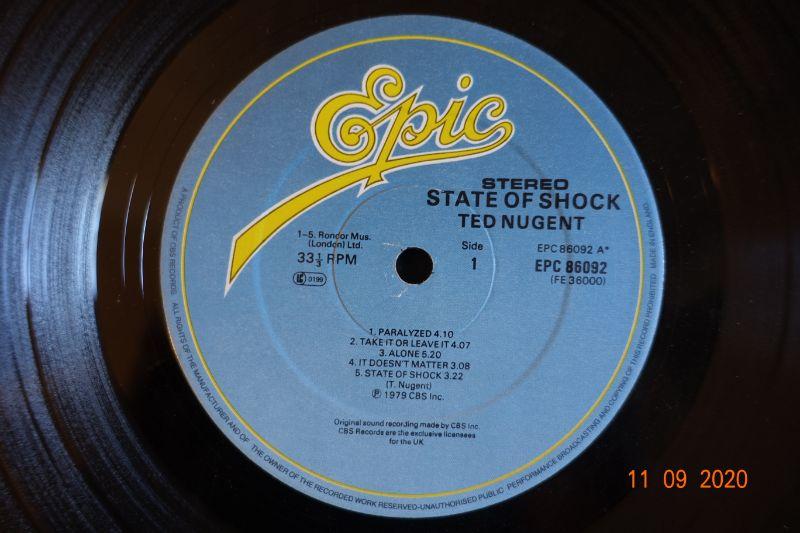 Epic
STEREO
STATE OF SHOCK
TED NUGENT
1-5. Rondor Mus.
(London) Ltd.
33⅓ RPM
0199
Side
1
EPC 86092 A*
EPC 86092
(FE 36000)
1. PARALYZED 4.10
2. TAKE IT OR LEAVE IT 4.07
3. ALONE 5.20
4. IT DOESN'T MATTER 3.08
5. STATE OF SHOCK 3.22
(T. Nugent)
℗ 1979 CBS Inc.
Original sound recording made by CBS Inc.
CBS Records are the exclusive licensees
for the UK
A PRODUCT OF CBS RECORDS ALL RIGHTS OF THE MANUFACTURER AND OF THE OWNER OF THE RECORDED WORK RESERVED-UNAUTHORISED PUBLIC PERFORMANCE BROADCASTING AND COPYING OF THIS RECORD PROHIBITED MADE IN ENGLAND
11 09 2020